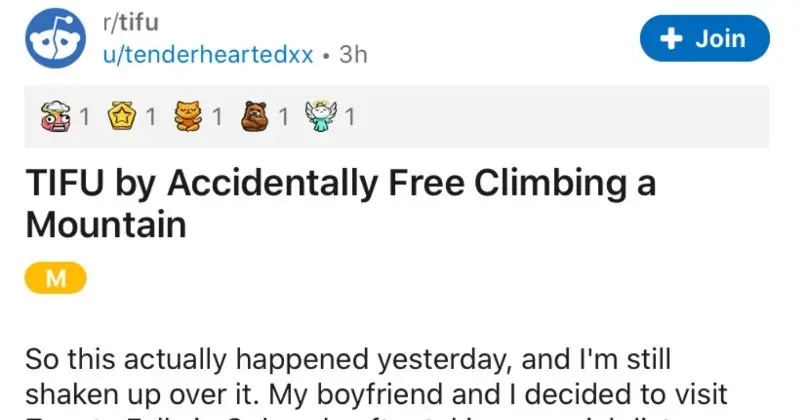 r/tifu
u/tenderheartedxx • 3h
+ Join
1 1 1 1 1
TIFU by Accidentally Free Climbing a
Mountain
M
So this actually happened yesterday, and I'm still
shaken up over it. My boyfriend and I decided to visit